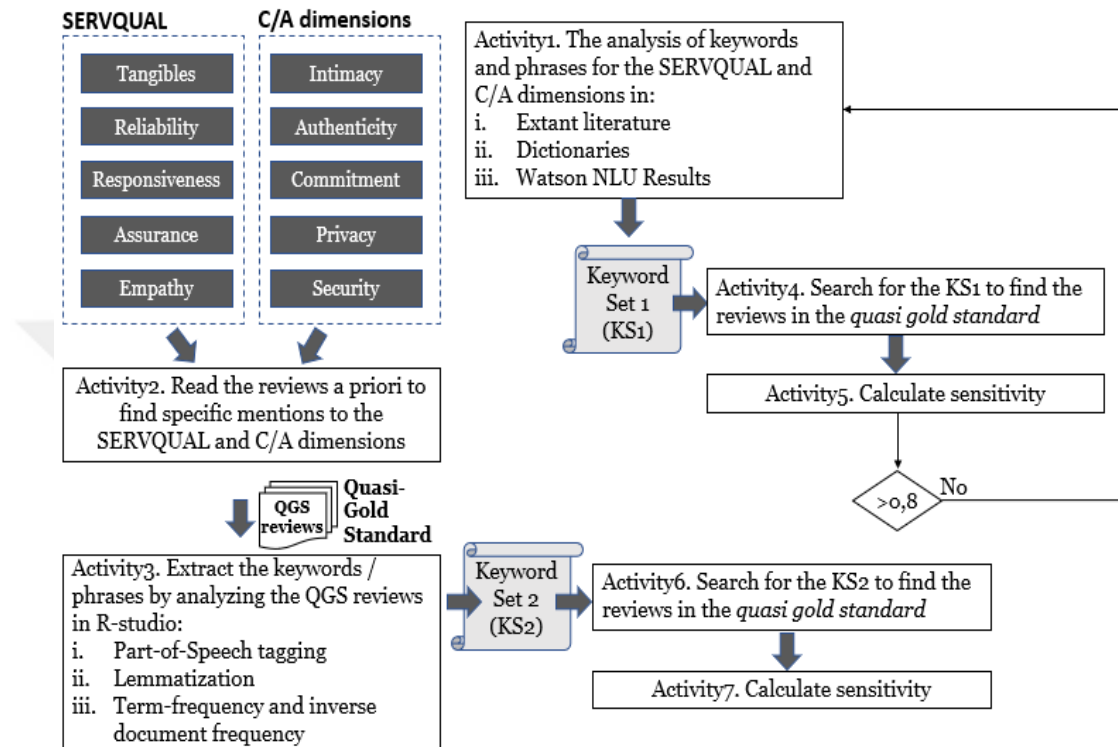 SERVQUAL
Tangibles
Reliability
Responsiveness
Assurance
Empathy
C/A dimensions
Intimacy
Authenticity
Commitment
Privacy
Security
Activity2. Read the reviews a priori to
find specific mentions to the
SERVQUAL and C/A dimensions
QGS
reviews
Quasi-
Gold
Standard
Activity3. Extract the keywords /
phrases by analyzing the QGS reviews
in R-studio:
i. Part-of-Speech tagging
ii. Lemmatization
iii. Term-frequency and inverse
document frequency
Activity1. The analysis of keywords
and phrases for the SERVQUAL and
C/A dimensions in:
i. Extant literature
ii. Dictionaries
iii. Watson NLU Results
Keyword
Set 1
(KS1)
Activity4. Search for the KS1 to find the
reviews in the quasi gold standard
Activity5. Calculate sensitivity
>0,8
No
Keyword
Set 2
(KS2)
Activity6. Search for the KS2 to find the
reviews in the quasi gold standard
Activity7. Calculate sensitivity